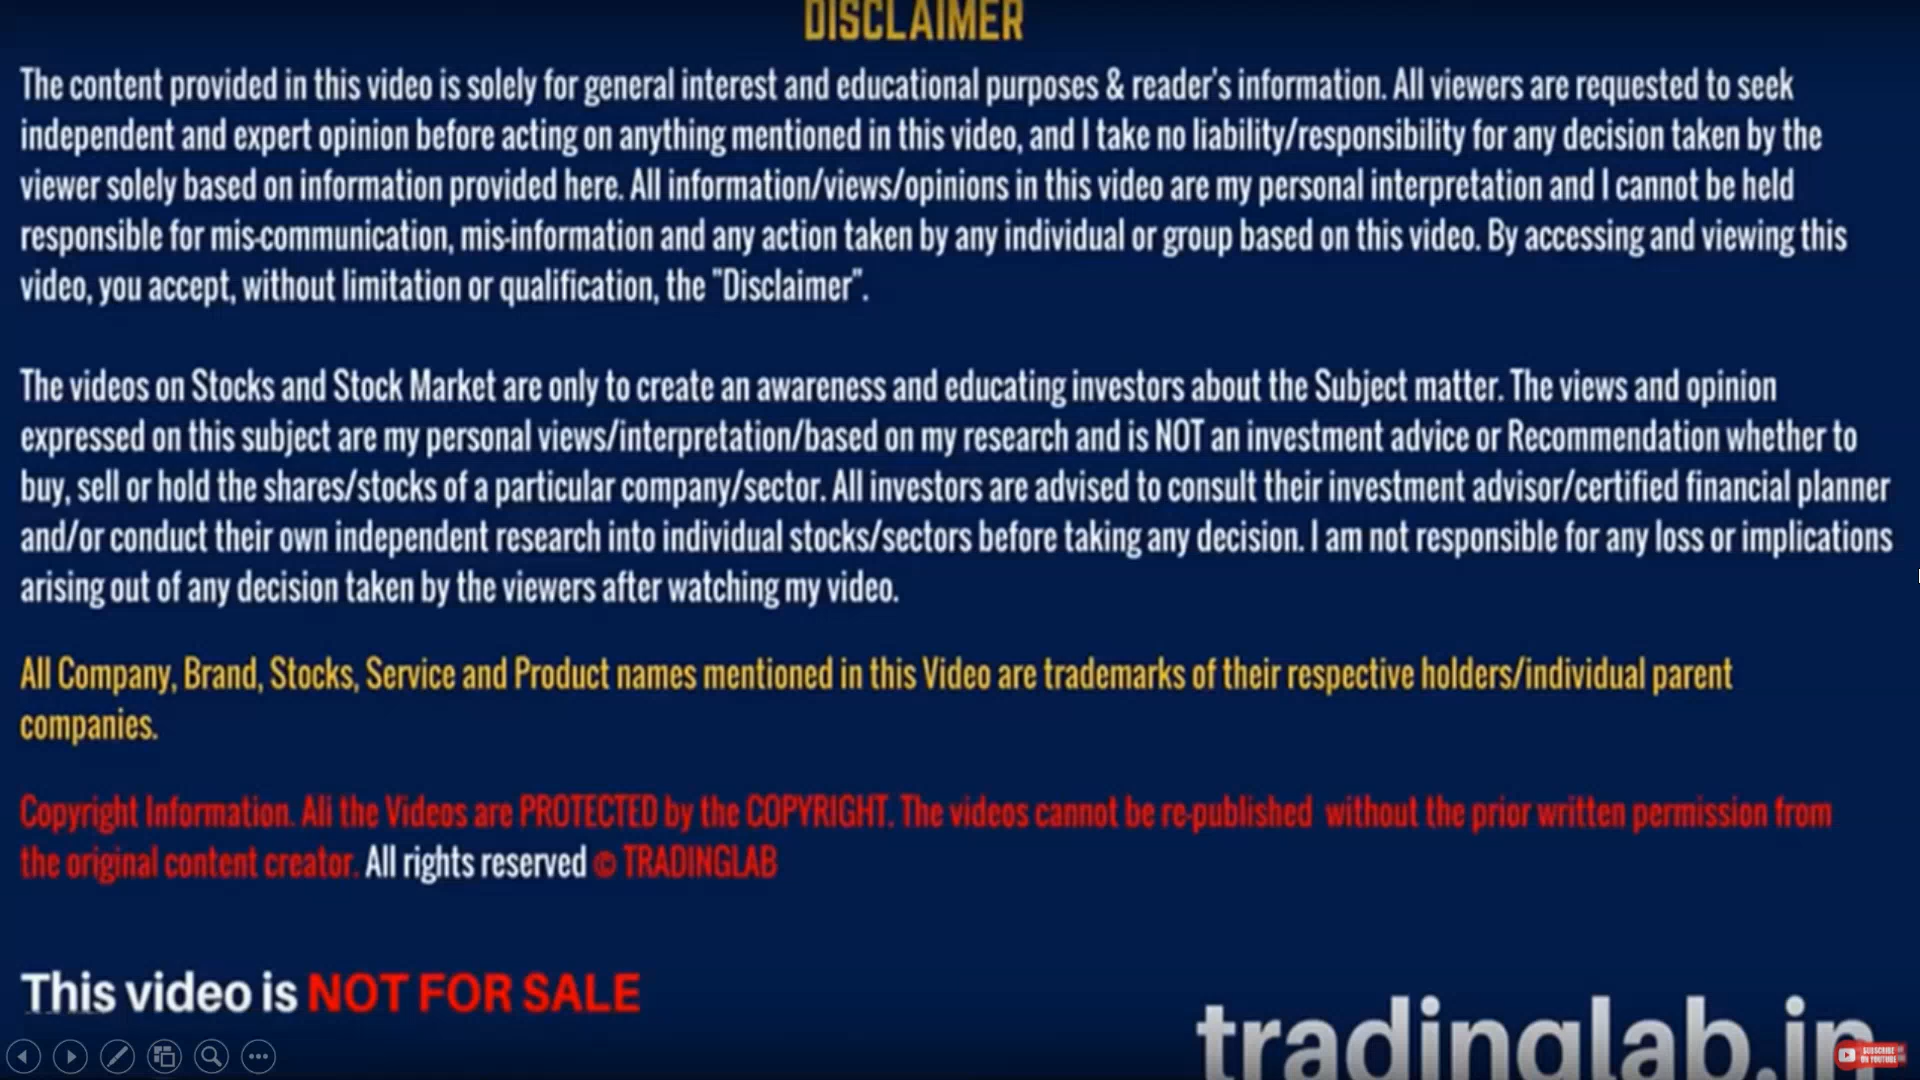 DISCLAIMER
The content provided in this video is solely for general interest and educational purposes & reader's information. All viewers are requested to seek
independent and expert opinion before acting on anything mentioned in this video, and I take no liability/responsibility for any decision taken by the
viewer solely based on information provided here. All information/views/opinions in this video are my personal interpretation and I cannot be held
responsible for mis-communication, mis-information and any action taken by any individual or group based on this video. By accessing and viewing this
video, you accept, without limitation or qualification, the "Disclaimer".
The videos on Stocks and Stock Market are only to create an awareness and educating investors about the Subject matter. The views and opinion
expressed on this subject are my personal views/interpretation/based on my research and is NOT an investment advice or Recommendation whether to
buy, sell or hold the shares/stocks of a particular company/sector. All investors are advised to consult their investment advisor/certified financial planner
and/or conduct their own independent research into individual stocks/sectors before taking any decision. I am not responsible for any loss or implications
arising out of any decision taken by the viewers after watching my video.
All Company, Brand, Stocks, Service and Product names mentioned in this Video are trademarks of their respective holders/individual parent
companies.
Copyright Information. Ali the Videos are PROTECTED by the COPYRIGHT. The videos cannot be re-published without the prior written permission from
the original content creator. All rights reserved © TRADINGLAB
This video is NOT FOR SALE
tradinglab.in
SUBSCRIBE
ON YOUTUBE